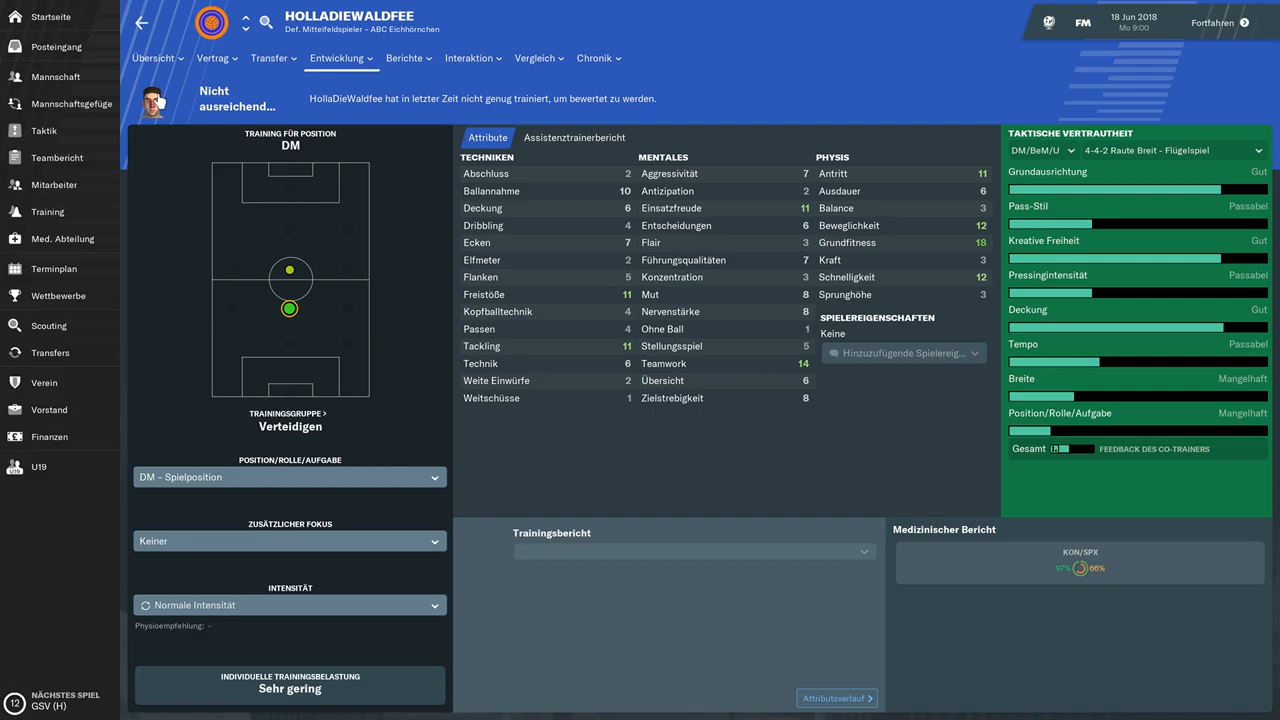 Startseite
Posteingang
Mannschaft
Mannschaftsgefüge
Taktik
Teambericht
Mitarbeiter
Training
Med. Abteilung
Terminplan
Wettbewerbe
Scouting
Transfers
Verein
Vorstand
Finanzen
U19
U19
12
NÄCHSTES SPIEL
GSV (H)
HOLLADIEWALDFEE
Def. Mittelfeldspieler – ABC Eichhörnchen
FM
18 Jun 2018
Mo 9:00
Fortfahren
Übersicht
Vertrag
Transfer
Entwicklung
Berichte
Interaktion
Vergleich
Chronik
Nicht
ausreichend...
HollaDieWaldfee hat in letzter Zeit nicht genug trainiert, um bewertet zu werden.
TRAINING FÜR POSITION
DM
TRAININGSGRUPPE >
Verteidigen
POSITION/ROLLE/AUFGABE
DM – Spielposition
ZUSÄTZLICHER FOKUS
Keiner
INTENSITÄT
Normale Intensität
Physioempfehlung: -
INDIVIDUELLE TRAININGSBELASTUNG
Sehr gering
Attribute
Assistenztrainerbericht
TECHNIKEN
Abschluss 2
Ballannahme 10
Deckung 6
Dribbling 4
Ecken 7
Elfmeter 2
Flanken 5
Freistöße 11
Kopfballtechnik 4
Passen 4
Tackling 11
Technik 6
Weite Einwürfe 2
Weitschüsse 1
MENTALES
Aggressivität 7
Antizipation 2
Einsatzfreude 11
Entscheidungen 6
Flair 3
Führungsqualitäten 7
Konzentration 3
Mut 8
Nervenstärke 8
Ohne Ball 1
Stellungsspiel 5
Teamwork 14
Übersicht 6
Zielstrebigkeit 8
PHYSIS
Antritt 11
Ausdauer 6
Balance 3
Beweglichkeit 12
Grundfitness 18
Kraft 3
Schnelligkeit 12
Sprunghöhe 3
SPIELEREIGENSCHAFTEN
Keine
Hinzuzufügende Spielereig...
TAKTISCHE VERTRAUTHEIT
DM/BeM/U
4-4-2 Raute Breit - Flügelspiel
Grundausrichtung Gut
Pass-Stil Passabel
Kreative Freiheit Gut
Pressingintensität Passabel
Deckung Gut
Tempo Passabel
Breite Mangelhaft
Position/Rolle/Aufgabe Mangelhaft
Gesamt
FEEDBACK DES CO-TRAINERS
Trainingsbericht
Attributsverlauf >
Medizinischer Bericht
KON/SPX
97% 66%